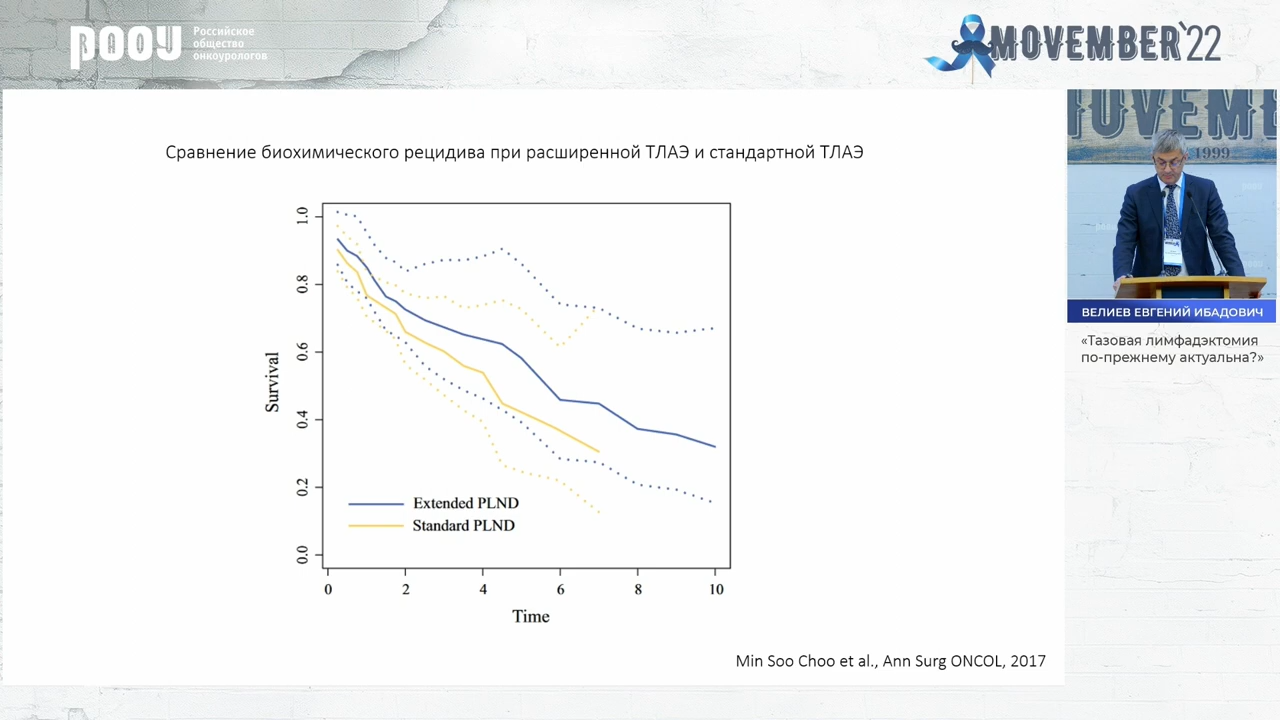 РООУ
Российское
общество
онкоурологов
MOVEMBER'22
Сравнение биохимического рецидива при расширенной ТЛАЭ и стандартной ТЛАЭ
Survival
1.0
0.8
0.6
0.4
0.2
0.0
Extended PLND
Standard PLND
0 2 4 6 8 10
Time
Min Soo Choo et al., Ann Surg ONCOL, 2017
1999
ВЕЛИЕВ ЕВГЕНИЙ ИБАДОВИЧ
«Тазовая лимфадэктомия
по-прежнему актуальна?»